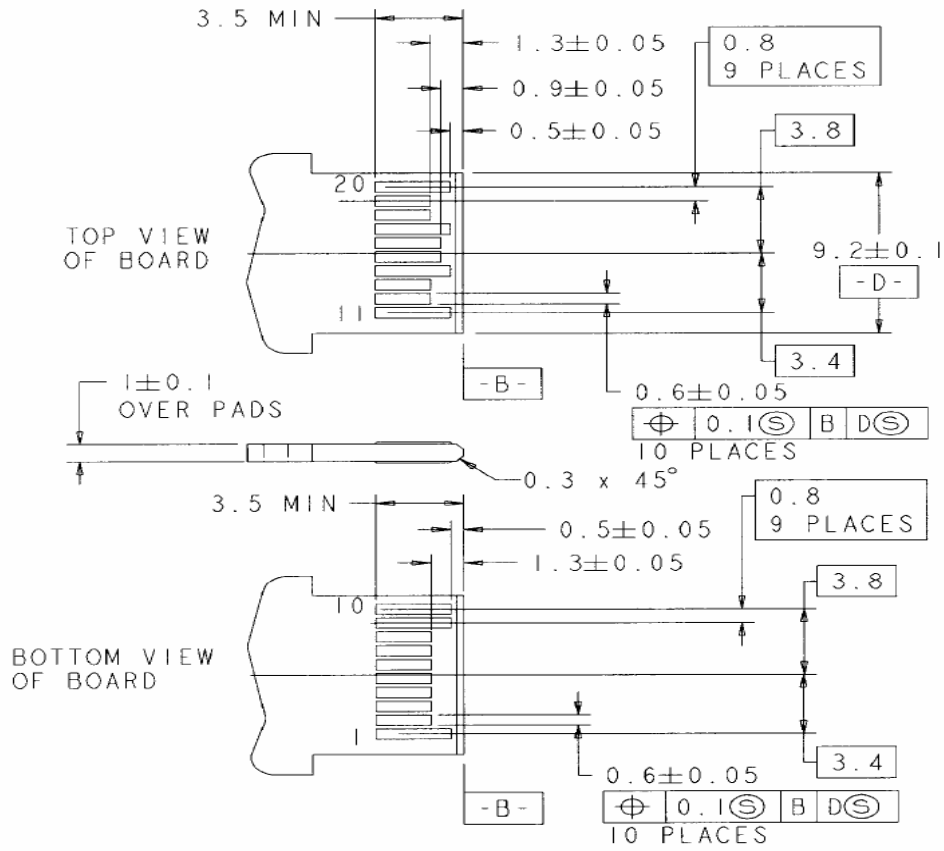 3.5 MIN
1.3±0.05
0.8
9 PLACES
0.9±0.05
0.5±0.05
3.8
20
TOP VIEW
OF BOARD
9.2±0.1
-D-
11
3.4
-B-
1±0.1
OVER PADS
0.6±0.05
⌖ 0.1Ⓢ B DⓈ
10 PLACES
0.3 x 45°
3.5 MIN
0.8
9 PLACES
0.5±0.05
1.3±0.05
3.8
10
BOTTOM VIEW
OF BOARD
1
3.4
0.6±0.05
-B-
⌖ 0.1Ⓢ B DⓈ
10 PLACES